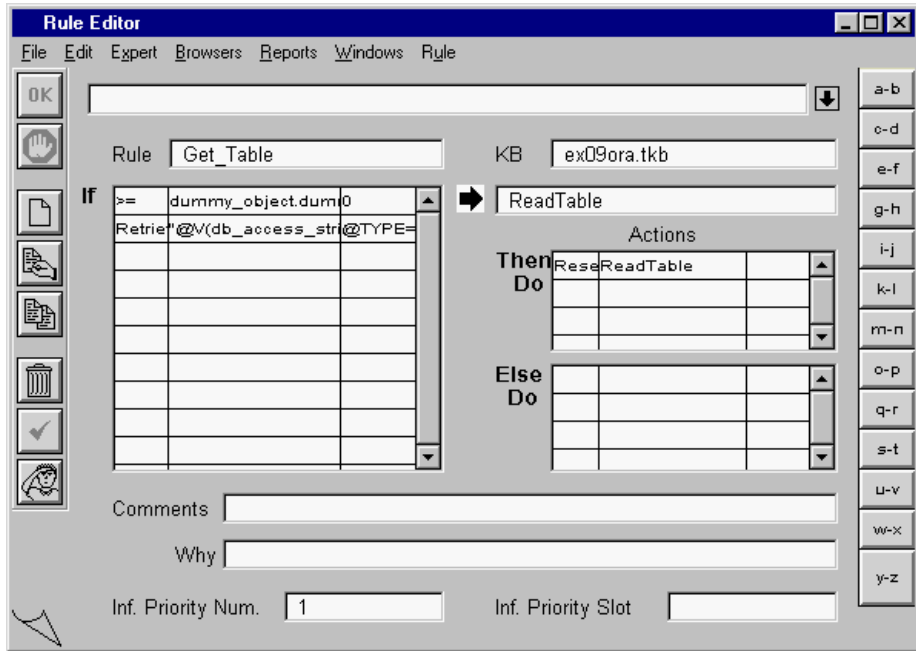 Rule Editor
File Edit Expert Browsers Reports Windows Rule
OK
a-b
c-d
e-f
g-h
i-j
k-l
m-n
o-p
q-r
s-t
u-v
w-x
y-z
Rule Get_Table
KB ex09ora.tkb
If
>= dummy_object.dum 0
Retrie "@V(db_access_stri @TYPE=
ReadTable
Actions
Then Do
Rese ReadTable
Else Do
Comments
Why
Inf. Priority Num. 1
Inf. Priority Slot